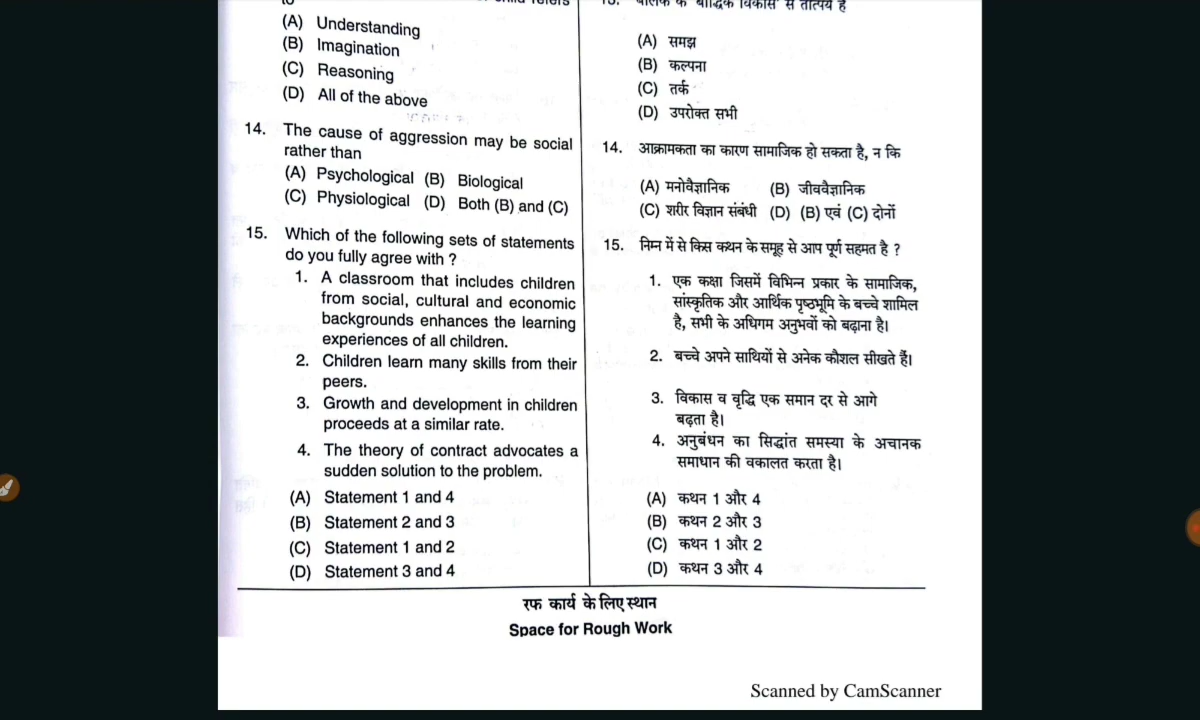 (A) Understanding
(B) Imagination
(C) Reasoning
(D) All of the above
14. The cause of aggression may be social
rather than
(A) Psychological (B) Biological
(C) Physiological (D) Both (B) and (C)
15. Which of the following sets of statements
do you fully agree with ?
1. A classroom that includes children
from social, cultural and economic
backgrounds enhances the learning
experiences of all children.
2. Children learn many skills from their
peers.
3. Growth and development in children
proceeds at a similar rate.
4. The theory of contract advocates a
sudden solution to the problem.
(A) Statement 1 and 4
(B) Statement 2 and 3
(C) Statement 1 and 2
(D) Statement 3 and 4
(A) समझ
(B) कल्पना
(C) तर्क
(D) उपरोक्त सभी
14. आक्रामकता का कारण सामाजिक हो सकता है, न कि
(A) मनोवैज्ञानिक (B) जीववैज्ञानिक
(C) शरीर विज्ञान संबंधी (D) (B) एवं (C) दोनों
15. निम्न में से किस कथन के समूह से आप पूर्ण सहमत है ?
1. एक कक्षा जिसमें विभिन्न प्रकार के सामाजिक,
सांस्कृतिक और आर्थिक पृष्ठभूमि के बच्चे शामिल
है, सभी के अधिगम अनुभवों को बढ़ाना है।
2. बच्चे अपने साथियों से अनेक कौशल सीखते हैं।
3. विकास व वृद्धि एक समान दर से आगे
बढ़ता है।
4. अनुबंधन का सिद्धांत समस्या के अचानक
समाधान की वकालत करता है।
(A) कथन 1 और 4
(B) कथन 2 और 3
(C) कथन 1 और 2
(D) कथन 3 और 4
रफ कार्य के लिए स्थान
Space for Rough Work
Scanned by CamScanner